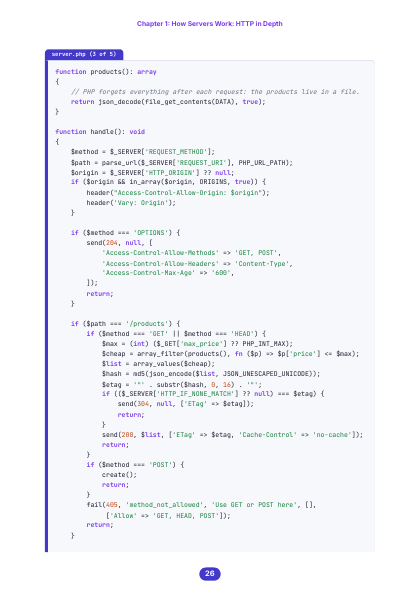 Chapter 1: How Servers Work: HTTP in Depth
server.php (3 of 5)
function products(): array
{
    // PHP forgets everything after each request: the products live in a file.
    return json_decode(file_get_contents(DATA), true);
}

function handle(): void
{
    $method = $_SERVER['REQUEST_METHOD'];
    $path = parse_url($_SERVER['REQUEST_URI'], PHP_URL_PATH);
    $origin = $_SERVER['HTTP_ORIGIN'] ?? null;
    if ($origin && in_array($origin, ORIGINS, true)) {
        header("Access-Control-Allow-Origin: $origin");
        header('Vary: Origin');
    }

    if ($method === 'OPTIONS') {
        send(204, null, [
            'Access-Control-Allow-Methods' => 'GET, POST',
            'Access-Control-Allow-Headers' => 'Content-Type',
            'Access-Control-Max-Age' => '600',
        ]);
        return;
    }

    if ($path === '/products') {
        if ($method === 'GET' || $method === 'HEAD') {
            $max = (int) ($_GET['max_price'] ?? PHP_INT_MAX);
            $cheap = array_filter(products(), fn ($p) => $p['price'] <= $max);
            $list = array_values($cheap);
            $hash = md5(json_encode($list, JSON_UNESCAPED_UNICODE));
            $etag = '"' . substr($hash, 0, 16) . '"';
            if (($_SERVER['HTTP_IF_NONE_MATCH'] ?? null) === $etag) {
                send(304, null, ['ETag' => $etag]);
                return;
            }
            send(200, $list, ['ETag' => $etag, 'Cache-Control' => 'no-cache']);
            return;
        }
        if ($method === 'POST') {
            create();
            return;
        }
        fail(405, 'method_not_allowed', 'Use GET or POST here', [],
             ['Allow' => 'GET, HEAD, POST']);
        return;
    }
26